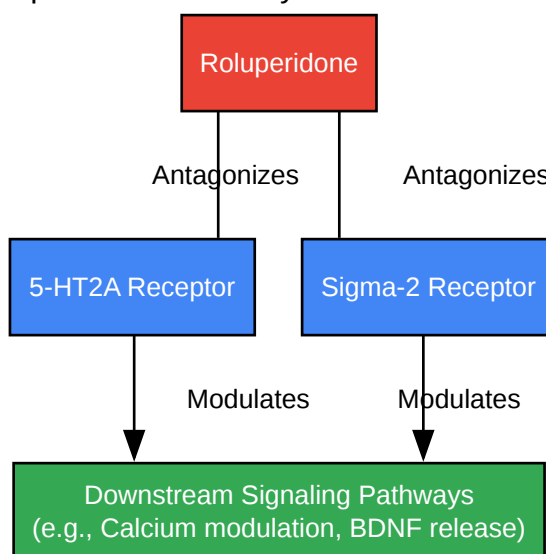 Roluperidone
Antagonizes
Antagonizes
5-HT2A Receptor
Sigma-2 Receptor
Modulates
Modulates
Downstream Signaling Pathways
(e.g., Calcium modulation, BDNF release)